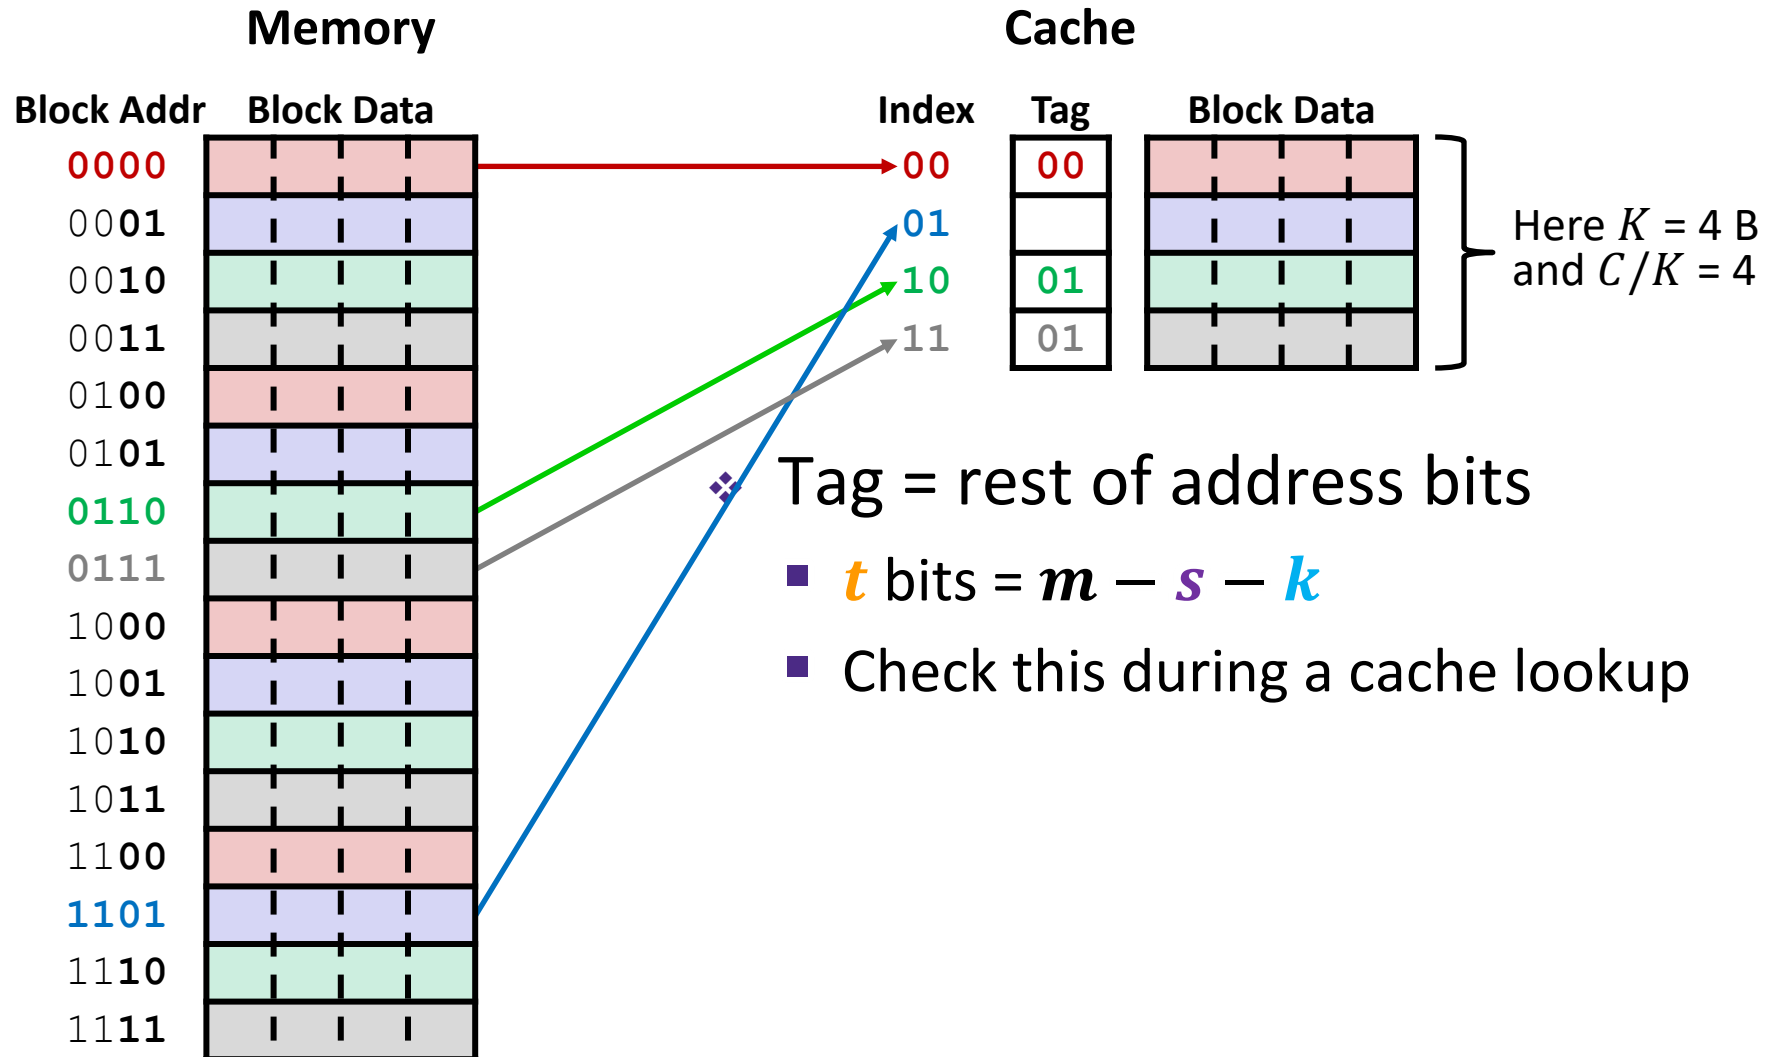 Memory Cache
Block Addr Block Data Index Tag Block Data
0000 00 00
0001 01
0010 10 01
0011 11 01
Here K = 4 B
and C/K = 4
0100
0101
0110
0111
1000
1001
1010
1011
1100
1101
1110
1111
Tag = rest of address bits
t bits = m – s – k
Check this during a cache lookup